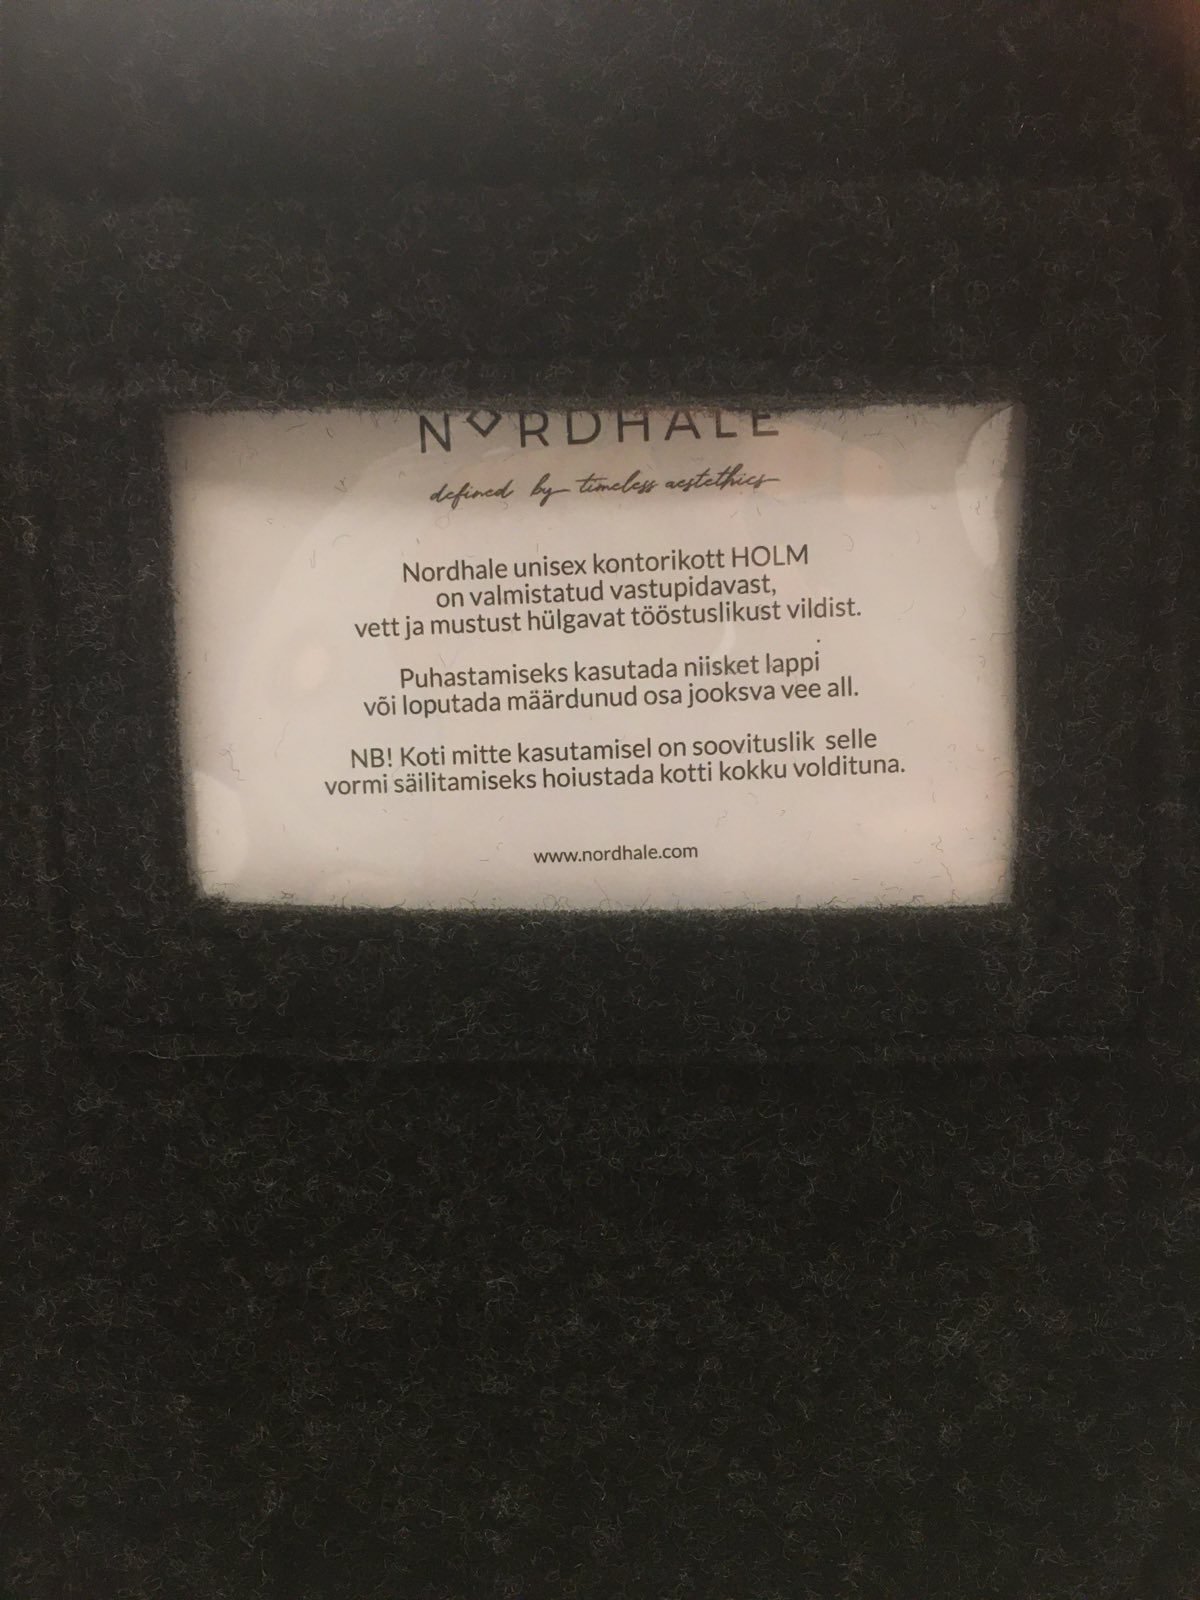 NORDHALE
defined by timeless aestethics
Nordhale unisex kontorikott HOLM
on valmistatud vastupidavast,
vett ja mustust hülgavat tööstuslikust vildist.
Puhastamiseks kasutada niisket lappi
või loputada määrdunud osa jooksva vee all.
NB! Koti mitte kasutamisel on soovituslik selle
vormi säilitamiseks hoiustada kotti kokku voldituna.
www.nordhale.com